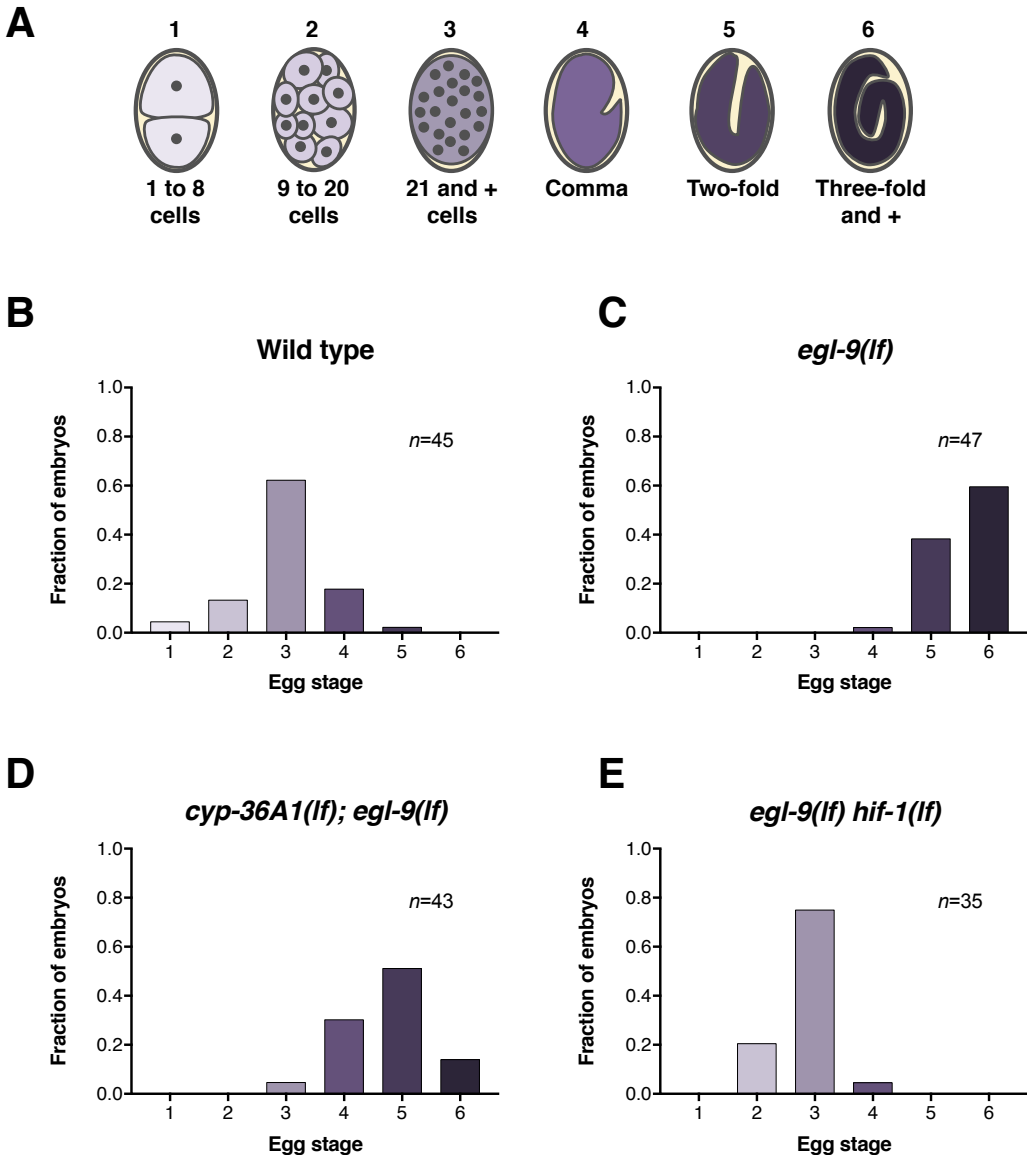 A
1 2 3 4 5 6
1 to 8 9 to 20 21 and + Comma Two-fold Three-fold
cells cells cells and +
B
Wild type
Fraction of embryos
1.0
0.8
0.6
0.4
0.2
0.0
n=45
1 2 3 4 5 6
Egg stage
C
egl-9(lf)
Fraction of embryos
1.0
0.8
0.6
0.4
0.2
0.0
n=47
1 2 3 4 5 6
Egg stage
D
cyp-36A1(lf); egl-9(lf)
Fraction of embryos
1.0
0.8
0.6
0.4
0.2
0.0
n=43
1 2 3 4 5 6
Egg stage
E
egl-9(lf) hif-1(lf)
Fraction of embryos
1.0
0.8
0.6
0.4
0.2
0.0
n=35
1 2 3 4 5 6
Egg stage